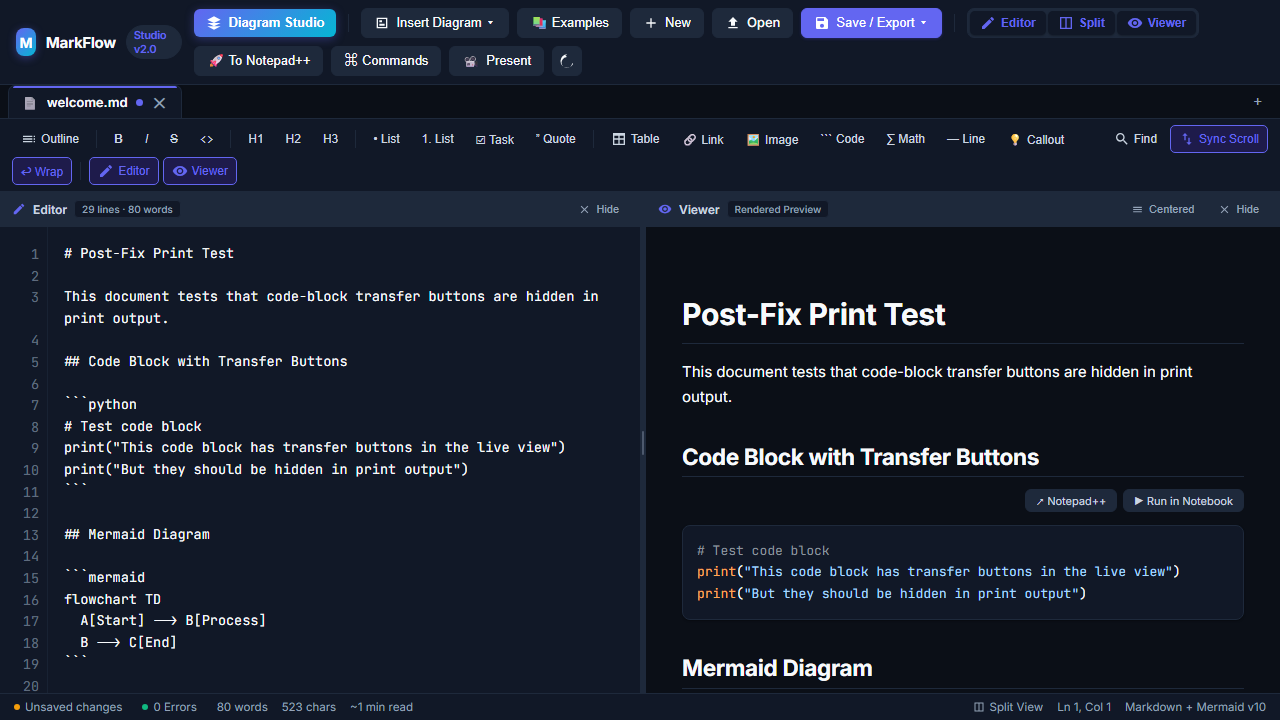 M MarkFlow Studio v2.0
Diagram Studio Insert Diagram Examples New Open Save / Export Editor Split Viewer
To Notepad++ ⌘ Commands Present
welcome.md
Outline B I S <> H1 H2 H3 • List 1. List ☑ Task " Quote Table Link Image ``` Code ∑ Math — Line Callout Find Sync Scroll
↩ Wrap Editor Viewer
Editor 29 lines · 80 words × Hide
1 # Post-Fix Print Test
2
3 This document tests that code-block transfer buttons are hidden in
print output.
4
5 ## Code Block with Transfer Buttons
6
7 ```python
8 # Test code block
9 print("This code block has transfer buttons in the live view")
10 print("But they should be hidden in print output")
11 ```
12
13 ## Mermaid Diagram
14
15 ```mermaid
16 flowchart TD
17 A[Start] --> B[Process]
18 B --> C[End]
19 ```
20
Viewer Rendered Preview Centered × Hide
Post-Fix Print Test
This document tests that code-block transfer buttons are hidden in print
output.
Code Block with Transfer Buttons
↗ Notepad++ ▶ Run in Notebook
# Test code block
print("This code block has transfer buttons in the live view")
print("But they should be hidden in print output")
Mermaid Diagram
Unsaved changes 0 Errors 80 words 523 chars ~1 min read Split View Ln 1, Col 1 Markdown + Mermaid v10